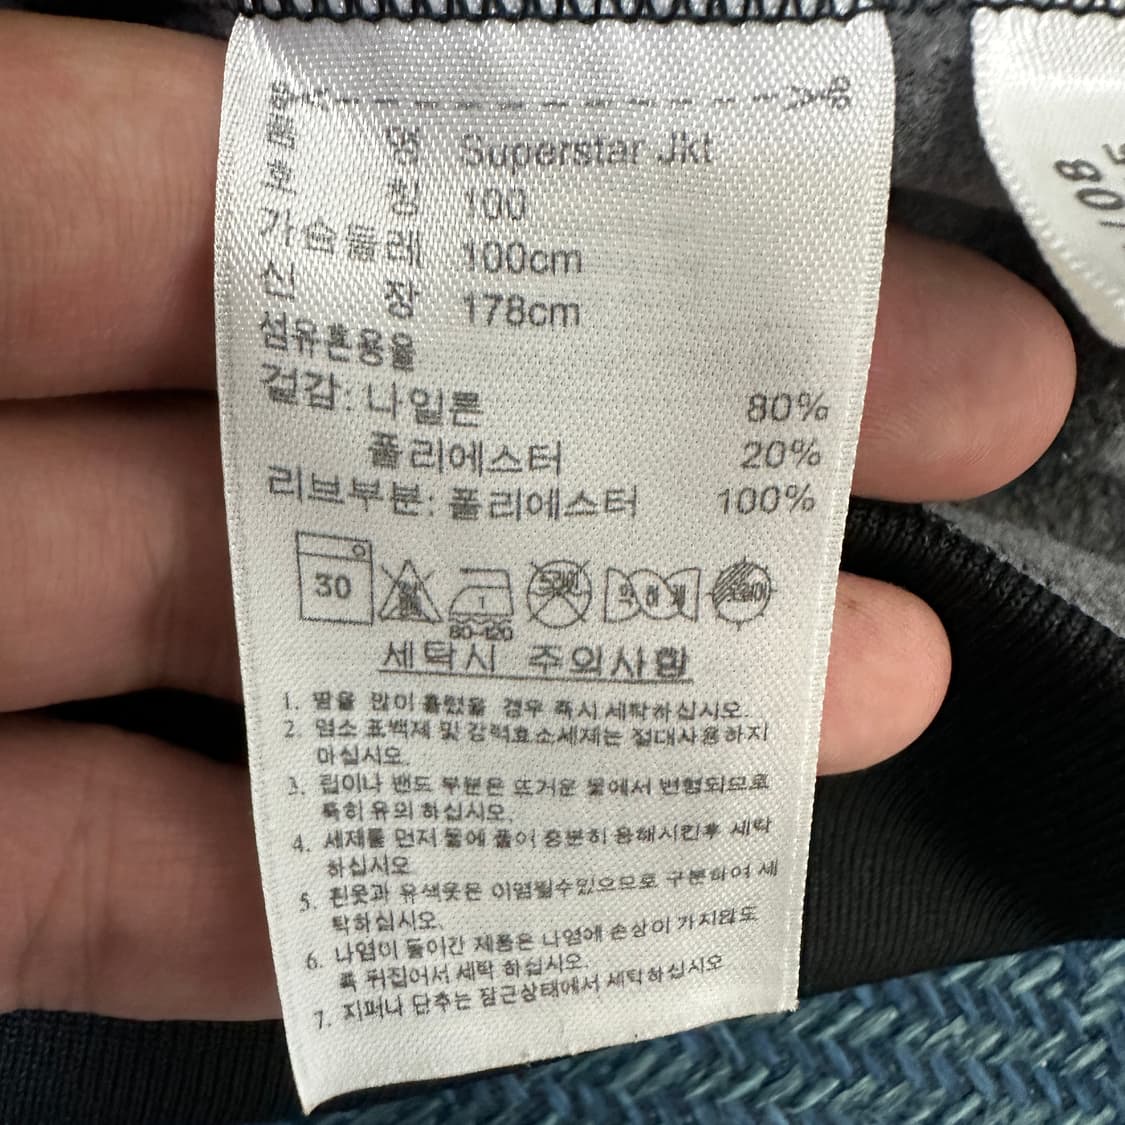 품 명 Superstar Jkt
호 칭 100
가슴둘레 100cm
신 장 178cm
섬유혼용율
겉감: 나일론 80%
폴리에스터 20%
리브부분: 폴리에스터 100%
30
80-120
세탁시 주의사항
1. 땀을 많이 흘렸을 경우 즉시 세탁하십시오.
2. 염소 표백제 및 강력효소세제는 절대사용하지
마십시오.
3. 립이나 밴드 부분은 뜨거운 물에서 변형되므로
특히 유의 하십시오.
4. 세제를 먼저 물에 풀어 충분히 용해시킨후 세탁
하십시오
5. 흰옷과 유색옷은 이염될수있으므로 구분하여 세
탁하십시오.
6. 나염이 들어간 제품은 나염에 손상이 가지않도
록 뒤집어서 세탁 하십시오.
7. 지퍼나 단추는 잠근상태에서 세탁하십시오